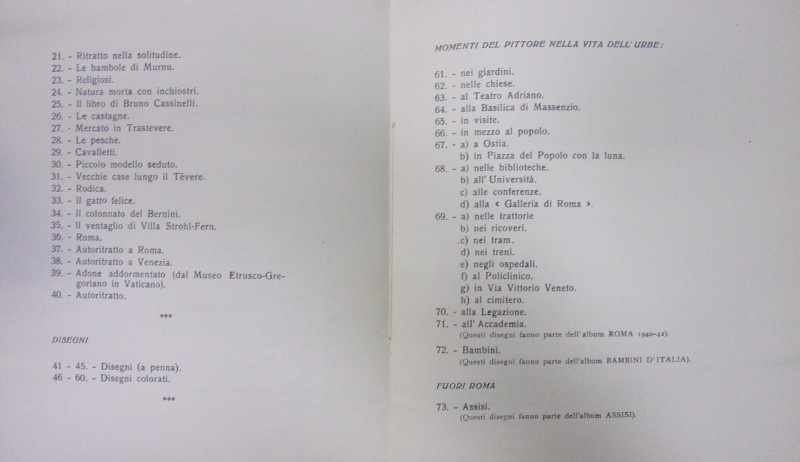 21. - Ritratto nella solitudine.
22. - Le bambole di Murnu.
23. - Religiosi.
24. - Natura morta con inchiostri.
25. - Il libro di Bruno Cassinelli.
26. - Le castagne.
27. - Mercato in Trastevere.
28. - Le pesche.
29. - Cavalletti.
30. - Piccolo modello seduto.
31. - Vecchie case lungo il Tévere.
32. - Rodica.
33. - Il gatto felice.
34. - Il colonnato del Bernini.
35. - Il ventaglio di Villa Strohl-Fern.
36. - Roma.
37. - Autoritratto a Roma.
38. - Autoritratto a Venezia.
39. - Adone addormentato (dal Museo Etrusco-Gre-
goriano in Vaticano).
40. - Autoritratto.
***
DISEGNI
41 - 45. - Disegni (a penna).
46 - 60. - Disegni colorati.
***
MOMENTI DEL PITTORE NELLA VITA DELL'URBE:
61. - nei giardini.
62. - nelle chiese.
63. - al Teatro Adriano.
64. - alla Basilica di Massenzio.
65. - in visite.
66. - in mezzo al popolo.
67. - a) a Ostia.
b) in Piazza del Popolo con la luna.
68. - a) nelle biblioteche.
b) all' Università.
c) alle conferenze.
d) alla « Galleria di Roma »
69. - a) nelle trattorie
b) nei ricoveri.
.c) nei tram.
d) nei treni.
e) negli ospedali.
f) al Policlinico.
g) in Via Vittorio Veneto.
h) al cimitero.
70. - alla Legazione.
71. - all' Accademia.
(Questi disegni fanno parte dell'album ROMA 1940-42).
72. - Bambini.
(Questi disegni fanno parte dell'album BAMBINI D'ITALIA).
FUORI ROMA
73. - Assisi.
(Questi disegni fanno parte dell'album ASSISI).